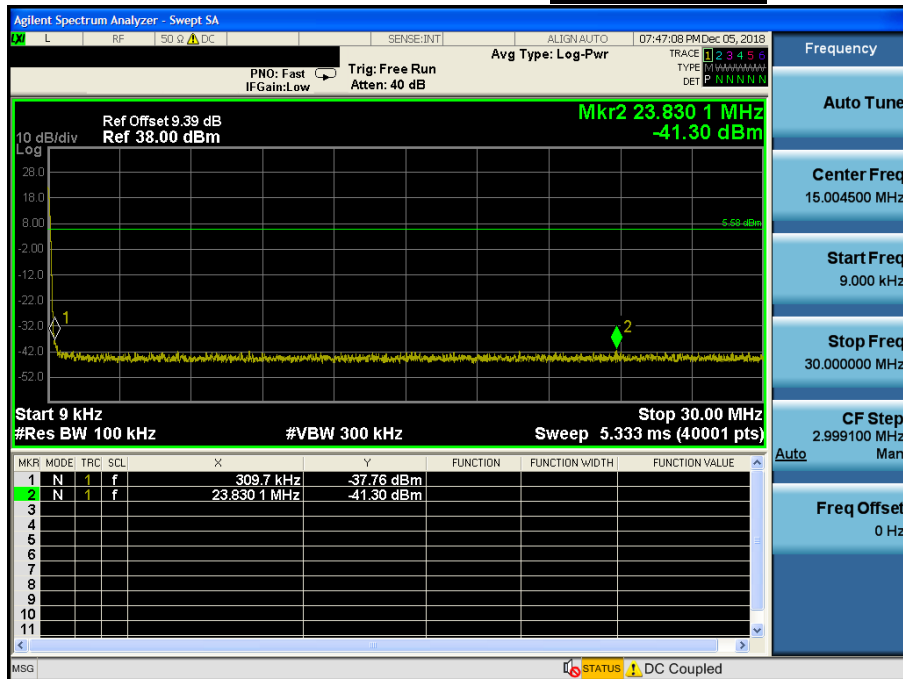 Agilent Spectrum Analyzer - Swept SA
LXI L RF 50 Ω DC SENSE:INT ALIGN AUTO 07:47:08 PM Dec 05, 2018
Frequency
Avg Type: Log-Pwr TRACE 1 2 3 4 5 6
PNO: Fast Trig: Free Run TYPE M WWWWW
IFGain:Low Atten: 40 dB DET P N N N N N
Auto Tune
Mkr2 23.830 1 MHz
Ref Offset 9.39 dB
10 dB/div Ref 38.00 dBm -41.30 dBm
Log
28.0
18.0
8.00
5.58 dBm
-2.00
-12.0
-22.0
-32.0
1
2
-42.0
-52.0
Center Freq
15.004500 MHz
Start Freq
9.000 kHz
Stop Freq
30.000000 MHz
Start 9 kHz Stop 30.00 MHz
#Res BW 100 kHz #VBW 300 kHz Sweep 5.333 ms (40001 pts)
CF Step
2.999100 MHz
Auto Man
MKR MODE TRC SCL X Y FUNCTION FUNCTION WIDTH FUNCTION VALUE
1 N 1 f 309.7 kHz -37.76 dBm
2 N 1 f 23.830 1 MHz -41.30 dBm
3
4
5
6
7
8
9
10
11
Freq Offset
0 Hz
MSG STATUS DC Coupled